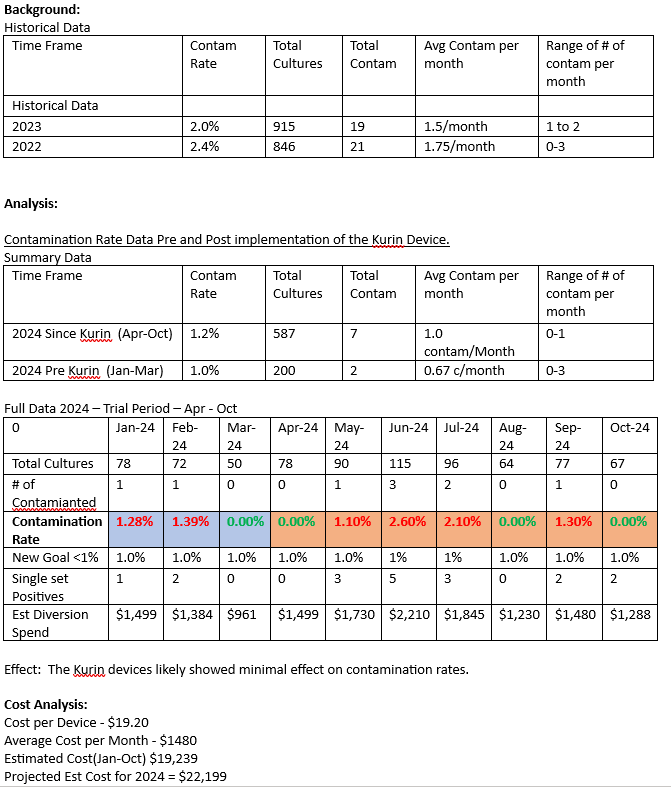 Background:
Historical Data
Time Frame Contam Rate Total Cultures Total Contam Avg Contam per month Range of # of contam per month
Historical Data
2023 2.0% 915 19 1.5/month 1 to 2
2022 2.4% 846 21 1.75/month 0-3
Analysis:
Contamination Rate Data Pre and Post implementation of the Kurin Device.
Summary Data
Time Frame Contam Rate Total Cultures Total Contam Avg Contam per month Range of # of contam per month
2024 Since Kurin (Apr-Oct) 1.2% 587 7 1.0 contam/Month 0-1
2024 Pre Kurin (Jan-Mar) 1.0% 200 2 0.67 c/month 0-3
Full Data 2024 – Trial Period – Apr - Oct
0 Jan-24 Feb-24 Mar-24 Apr-24 May-24 Jun-24 Jul-24 Aug-24 Sep-24 Oct-24
Total Cultures 78 72 50 78 90 115 96 64 77 67
# of Contamianted 1 1 0 0 1 3 2 0 1 0
Contamination Rate 1.28% 1.39% 0.00% 0.00% 1.10% 2.60% 2.10% 0.00% 1.30% 0.00%
New Goal <1% 1.0% 1.0% 1.0% 1.0% 1.0% 1% 1% 1.0% 1.0% 1.0%
Single set Positives 1 2 0 0 3 5 3 0 2 2
Est Diversion Spend $1,499 $1,384 $961 $1,499 $1,730 $2,210 $1,845 $1,230 $1,480 $1,288
Effect: The Kurin devices likely showed minimal effect on contamination rates.
Cost Analysis:
Cost per Device - $19.20
Average Cost per Month - $1480
Estimated Cost(Jan-Oct) $19,239
Projected Est Cost for 2024 = $22,199